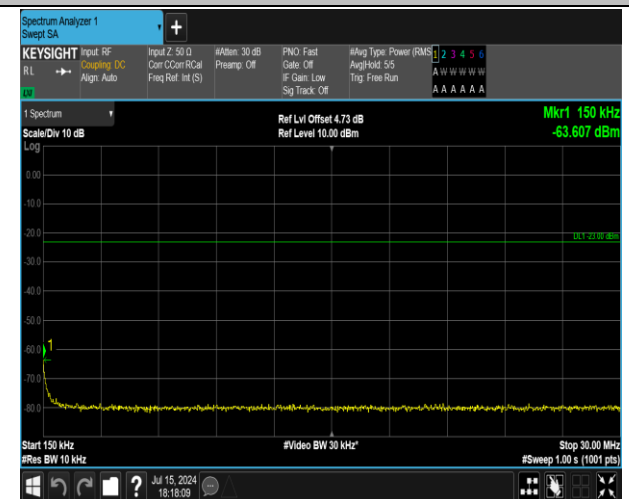 Spectrum Analyzer 1
Swept SA
+
KEYSIGHT Input: RF Input Z: 50 Ω #Atten: 30 dB PNO: Fast #Avg Type: Power (RMS 1 2 3 4 5 6
RL Coupling: DC Corr CCorr RCal Preamp: Off Gate: Off Avg|Hold: 5/5 A W W W W W
Align: Auto Freq Ref: Int (S) IF Gain: Low Trig: Free Run
Sig Track: Off A A A A A A
1 Spectrum
Ref Lvl Offset 4.73 dB Mkr1 150 kHz
Scale/Div 10 dB Ref Level 10.00 dBm -63.607 dBm
Log
0.00
-10.0
-20.0
DL1 -23.00 dBm
-30.0
-40.0
-50.0
1
-60.0
-70.0
-80.0
Start 150 kHz #Video BW 30 kHz* Stop 30.00 MHz
#Res BW 10 kHz #Sweep 1.00 s (1001 pts)
? Jul 15, 2024
18:18:09